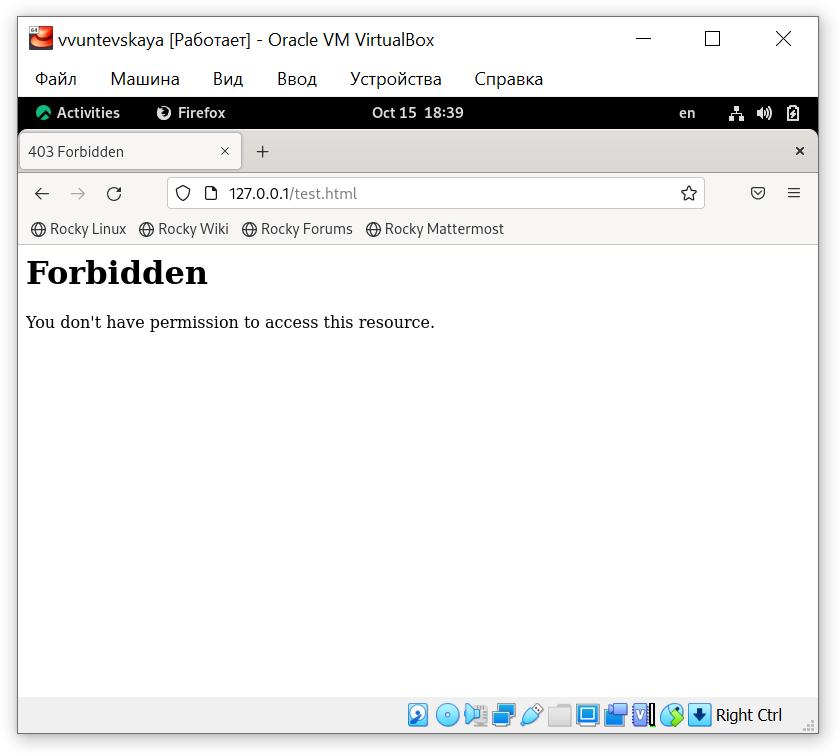 vvuntevskaya [Работает] - Oracle VM VirtualBox
Файл Машина Вид Ввод Устройства Справка
Activities Firefox Oct 15 18:39 en
403 Forbidden
127.0.0.1/test.html
Rocky Linux Rocky Wiki Rocky Forums Rocky Mattermost
Forbidden
You don't have permission to access this resource.
Right Ctrl